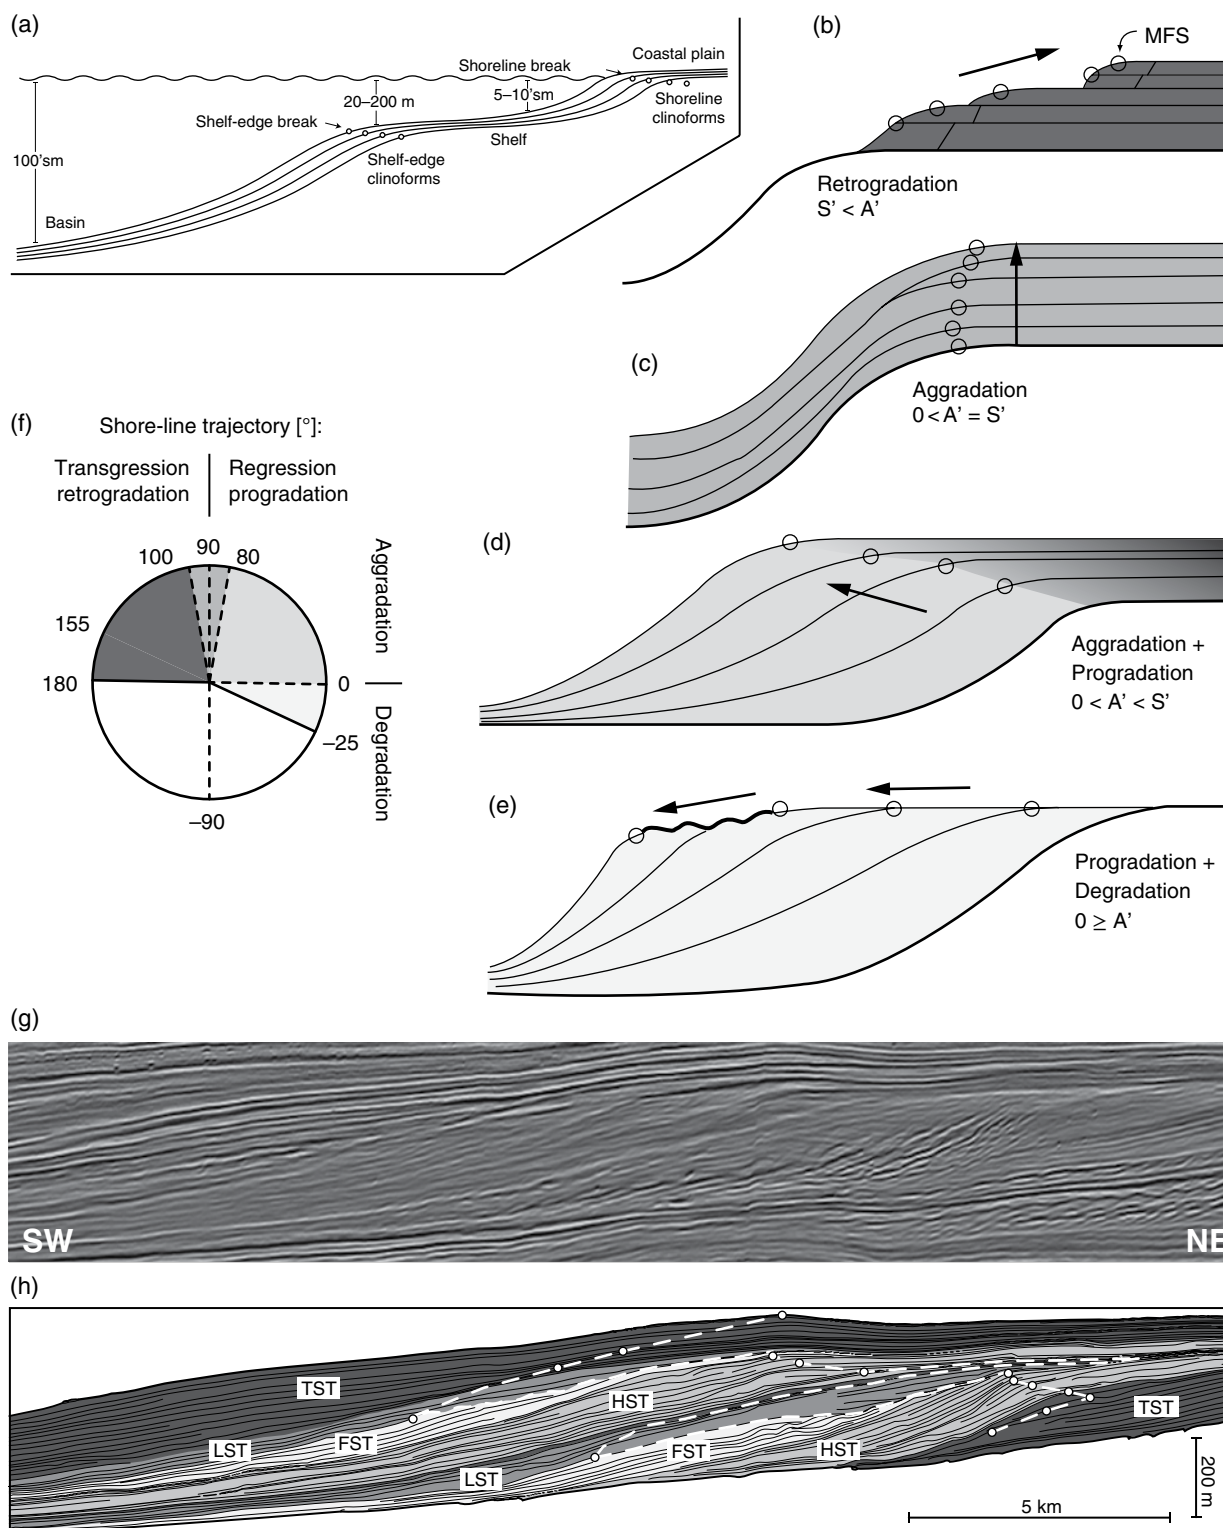 (a)
Shoreline break
Coastal plain
20–200 m
5–10'sm
Shelf-edge break
Shoreline
clinoforms
Shelf
100'sm
Shelf-edge
clinoforms
Basin
(b)
MFS
Retrogradation
S' < A'
(c)
Aggradation
0 < A' = S'
(f)
Shore-line trajectory [°]:
Transgression
retrogradation
Regression
progradation
100
90
80
155
180
0
–25
–90
Aggradation
Degradation
(d)
Aggradation +
Progradation
0 < A' < S'
(e)
Progradation +
Degradation
0 ≥ A'
(g)
SW
NE
(h)
TST
HST
TST
LST
FST
FST
HST
LST
200 m
5 km